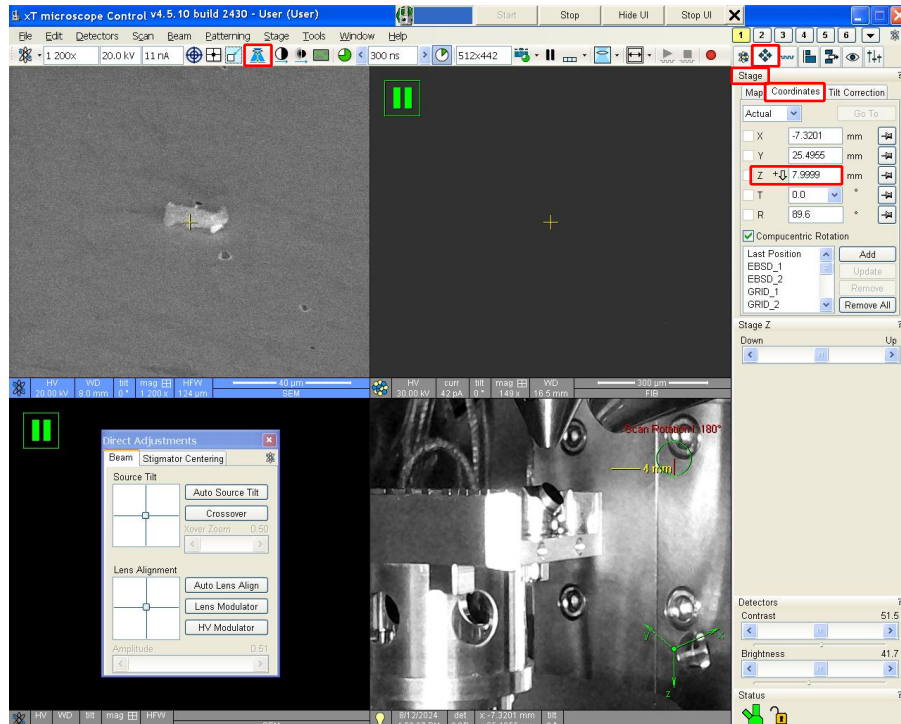 xT microscope Control v4.5.10 build 2430 - User (User)
Start Stop Hide UI Stop UI
File Edit Detectors Scan Beam Patterning Stage Tools Window Help
1 2 3 4 5 6
1 200x 20.0 kV 11 nA 300 ns 512x442
Stage ?
Map Coordinates Tilt Correction
Actual Go To
X -7.3201 mm
Y 25.4955 mm
Z 7.9999 mm
T 0.0 °
R 89.6 °
Compucentric Rotation
Last Position
EBSD_1
EBSD_2
GRID_1
GRID_2
Add
Update
Remove
Remove All
Stage Z ?
Down Up
HV WD tilt mag HFW 40 µm
20.00 kV 8.0 mm 0 ° 1 200 x 124 µm SEM
HV curr tilt mag WD 300 µm
30.00 kV 42 pA 0 ° 149 x 16.5 mm FIB
Direct Adjustments
Beam Stigmator Centering
Source Tilt
Auto Source Tilt
Crossover
Xover Zoom 0.50
Lens Alignment
Auto Lens Align
Lens Modulator
HV Modulator
Amplitude 0.51
Scan Rotation 180°
4 mm
y x
z
Detectors ?
Contrast 51.5
Brightness 41.7
Status ?
HV WD tilt mag HFW
8/12/2024 det x: -7.3201 mm tilt